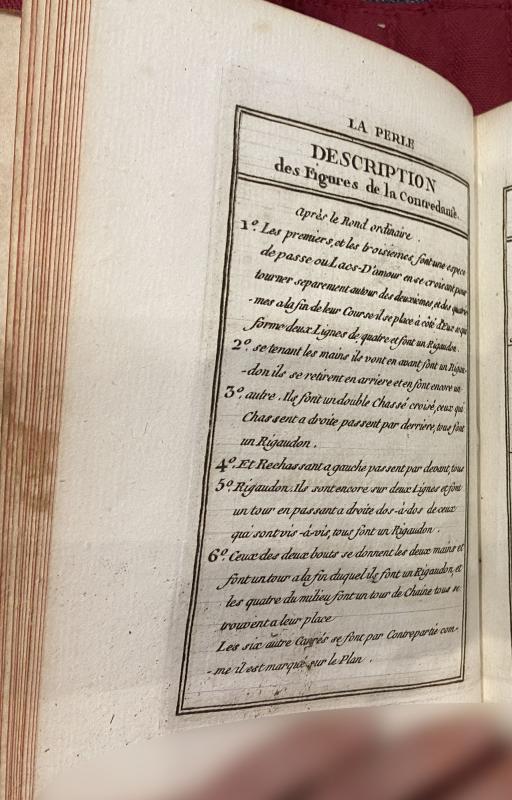 LA PERLE
DESCRIPTION
des Figures de la Contredanse.
Après le Rond ordinaire.
1º. Les premiers, et les troisiemes font une espece
de passe ou Lacs-D'amour en se croisant pour
tourner separement autour des deuxiemes, et des quatre-
-mes a la fin de leur Course il se place à côté d'Eux ce qui
forme deux Lignes de quatre et font un Rigaudon.
2º. se tenant les mains ils vont en avant font un Rigau-
-don ils se retirent en arriere et en font encore un
3º. autre. Ils font un double Chassé croisé, ceux qui
Chassent a droite passent par derrière, tous font
un Rigaudon.
4º. Et Rechassant a gauche passent par devant, tous
5º. Rigaudon. Ils sont encore sur deux Lignes et font
un tour en passant a droite dos-à-dos de ceux
qui sont vis-à-vis, tous font un Rigaudon.
6º. Ceux des deux bouts se donnent les deux mains et
font un tour a la fin duquel ils font un Rigaudon, et
les quatre du milieu font un tour de Chaine tous se
trouvent a leur place
Les six autre Carrés se font par Contrepartie com-
-me il est marqué sur le Plan.